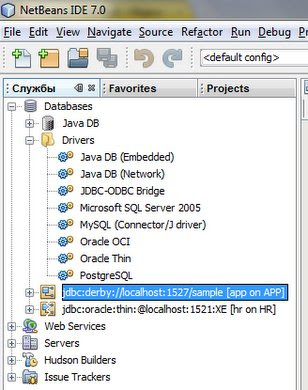 NetBeans IDE 7.0
File Edit View Navigate Source Refactor Run Debug Pr
<default config>
Службы Favorites Projects
Databases
Java DB
Drivers
Java DB (Embedded)
Java DB (Network)
JDBC-ODBC Bridge
Microsoft SQL Server 2005
MySQL (Connector/J driver)
Oracle OCI
Oracle Thin
PostgreSQL
jdbc:derby://localhost:1527/sample [app on APP]
jdbc:oracle:thin:@localhost:1521:XE [hr on HR]
Web Services
Servers
Hudson Builders
Issue Trackers